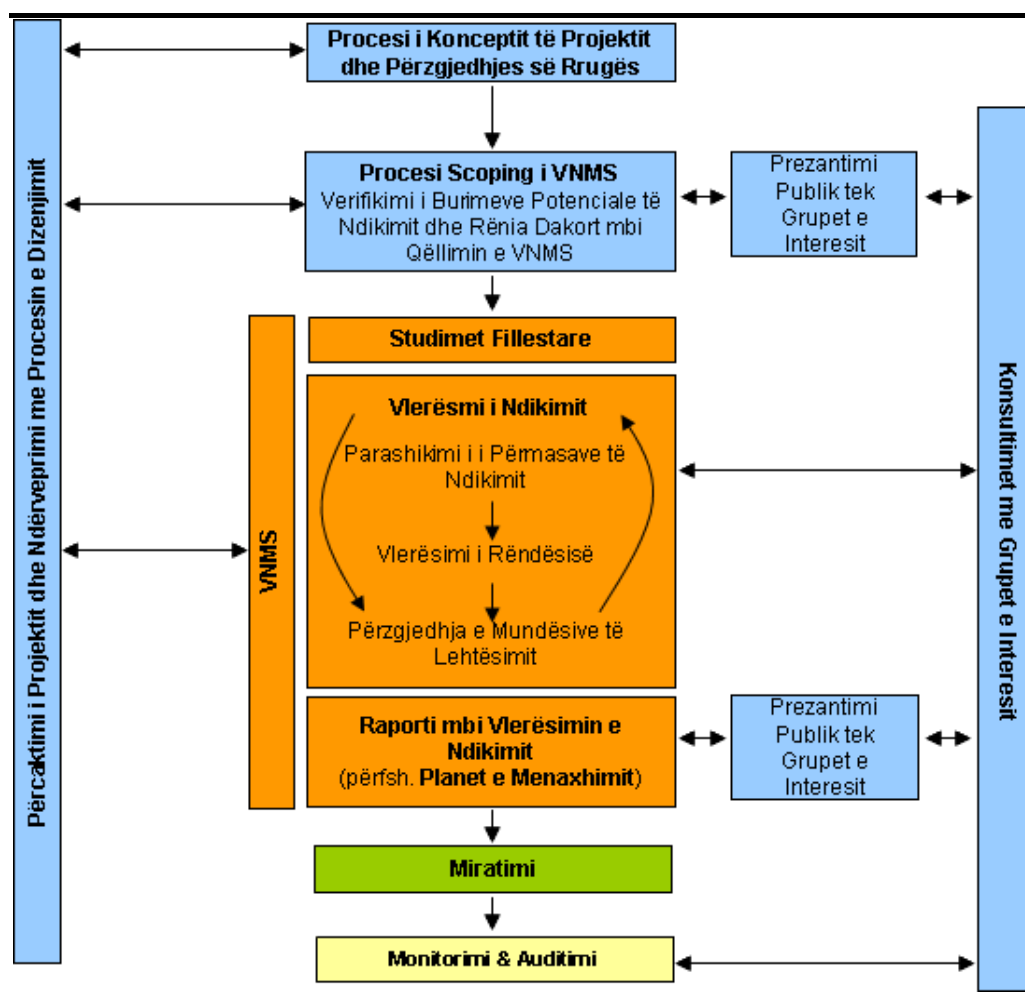 Procesi i Konceptit të Projektit
dhe Përzgjedhjes së Rrugës
Procesi Scoping i VNMS
Verifikimi i Burimeve Potenciale të
Ndikimit dhe Rënia Dakort mbi
Qëllimin e VNMS
Prezantimi
Publik tek
Grupet e
Interesit
Studimet Fillestare
Vlerësmi i Ndikimit
Parashikimi i i Përmasave të
Ndikimit
Vlerësimi i Rëndësisë
Përzgjedhja e Mundësive të
Lehtësimit
Raporti mbi Vlerësimin e
Ndikimit
(përfsh. Planet e Menaxhimit)
Prezantimi
Publik tek
Grupet e
Interesit
Miratimi
Monitorimi & Auditimi
Përcaktimi i Projektit dhe Ndërveprimi me Procesin e Dizenjimit
VNMS
Konsultimet me Grupet e Interesit